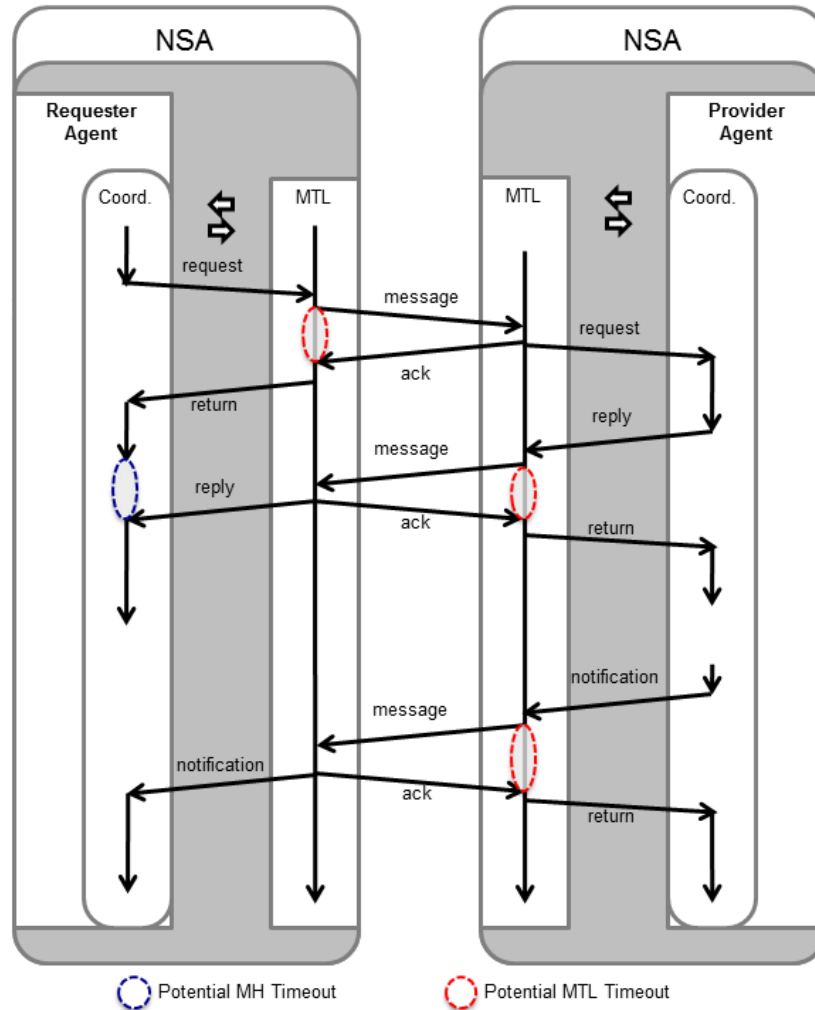 NSA
NSA
Requester
Agent
Provider
Agent
Coord.
MTL
MTL
Coord.
request
message
request
ack
return
reply
message
reply
ack
return
notification
message
notification
ack
return
Potential MH Timeout
Potential MTL Timeout